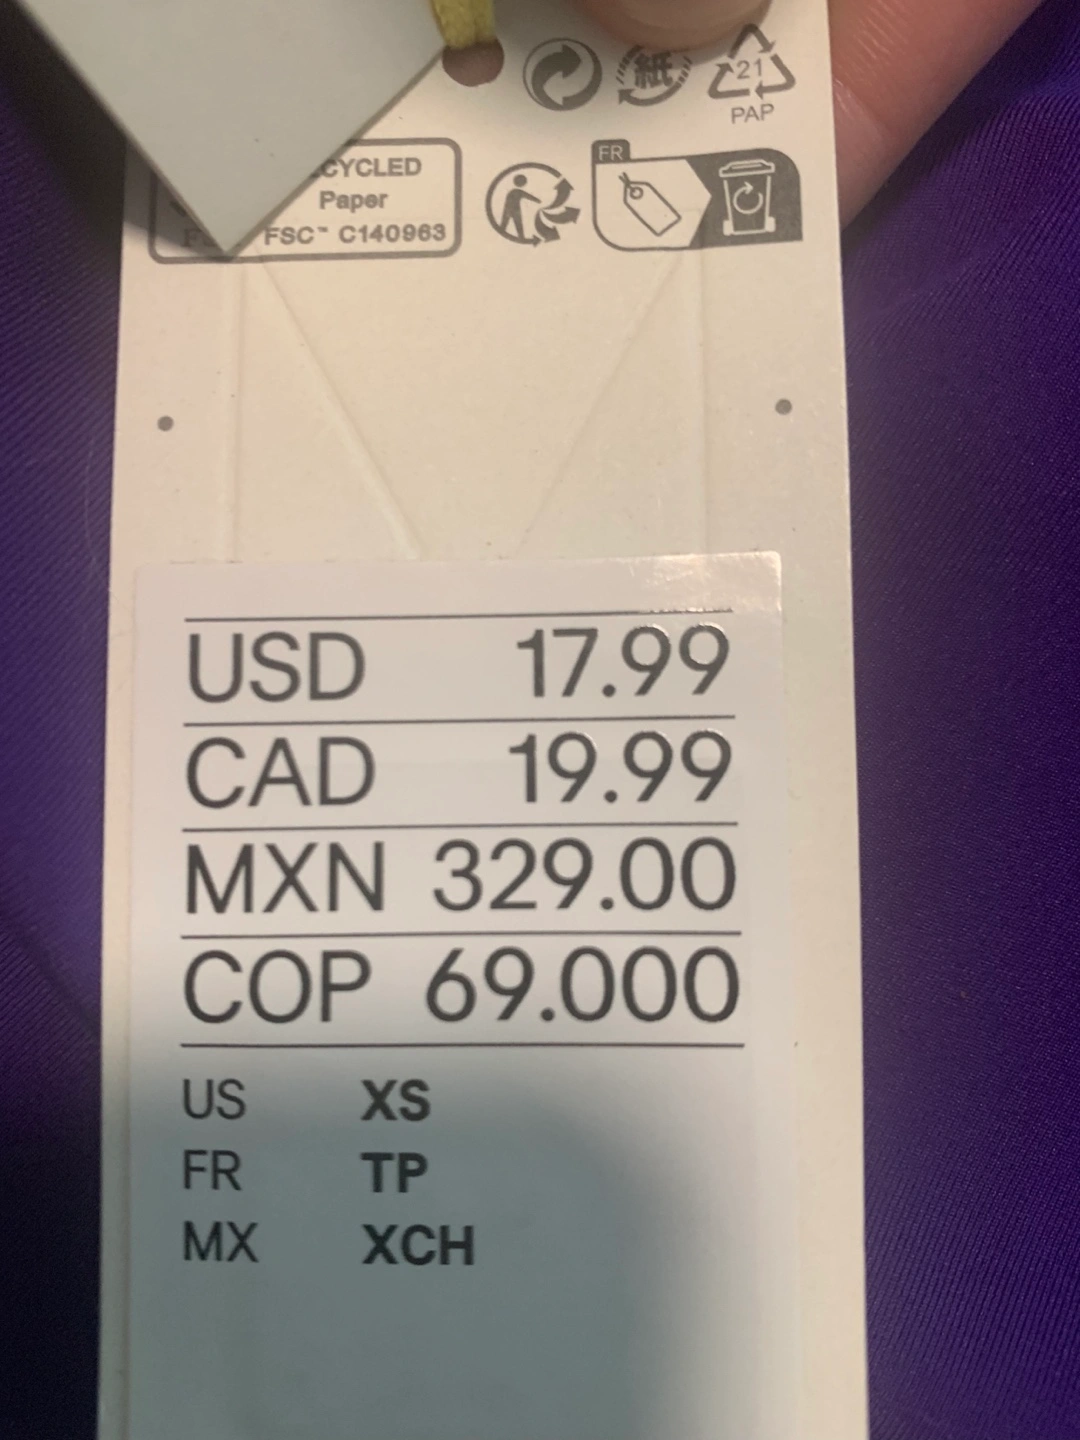 紙
21
PAP
CYCLED
Paper
FSC™ C140963
FR
USD 17.99
CAD 19.99
MXN 329.00
COP 69.000
US XS
FR TP
MX XCH